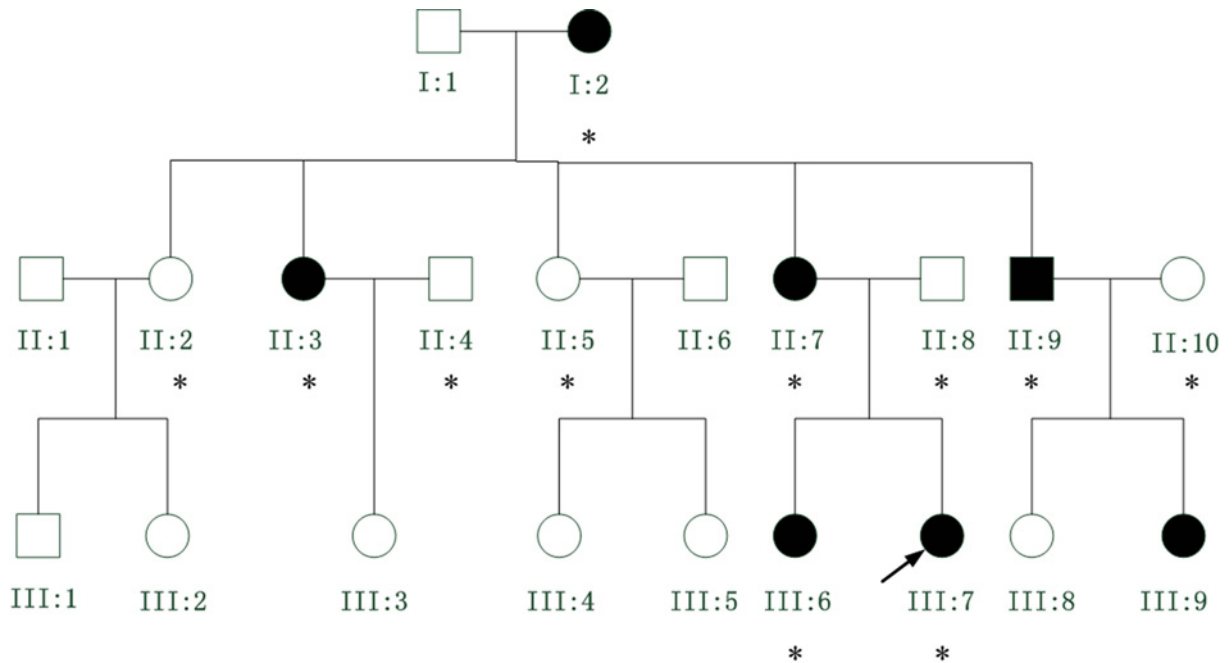 I:1 I:2
*
II:1 II:2 II:3 II:4 II:5 II:6 II:7 II:8 II:9 II:10
* * * * * * * *
III:1 III:2 III:3 III:4 III:5 III:6 III:7 III:8 III:9
* *